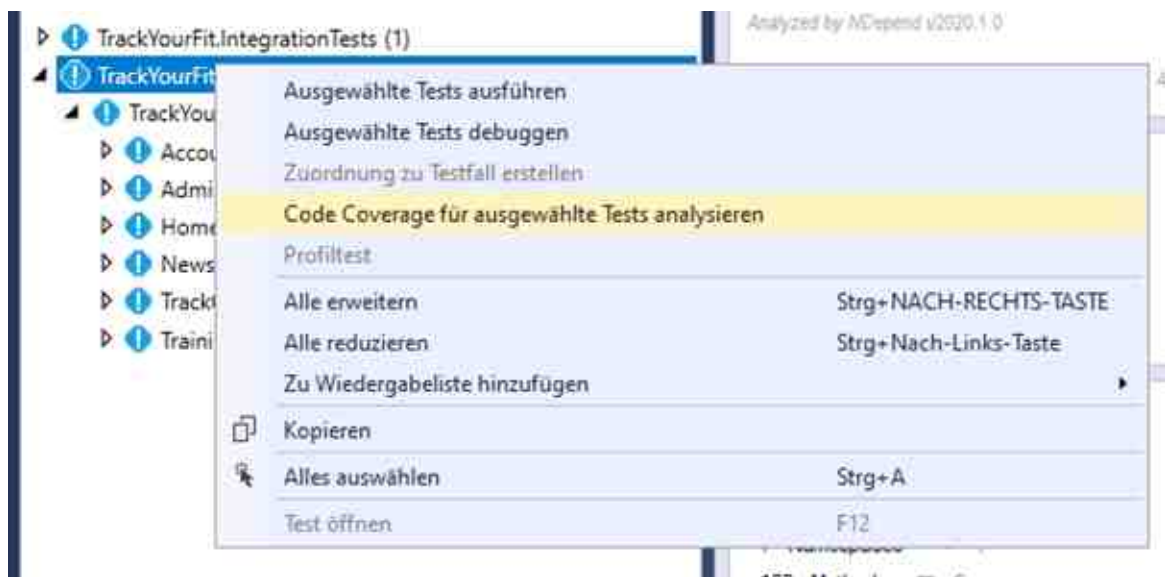 TrackYourFit.IntegrationTests (1)
Analyzed by NDepend v2020.1.0
TrackYourFit
TrackYou
Accou
Admi
Home
News
Track
Traini
Ausgewählte Tests ausführen
Ausgewählte Tests debuggen
Zuordnung zu Testfall erstellen
Code Coverage für ausgewählte Tests analysieren
Profiltest
Alle erweitern Strg+NACH-RECHTS-TASTE
Alle reduzieren Strg+Nach-Links-Taste
Zu Wiedergabeliste hinzufügen
Kopieren
Alles auswählen Strg+A
Test öffnen F12